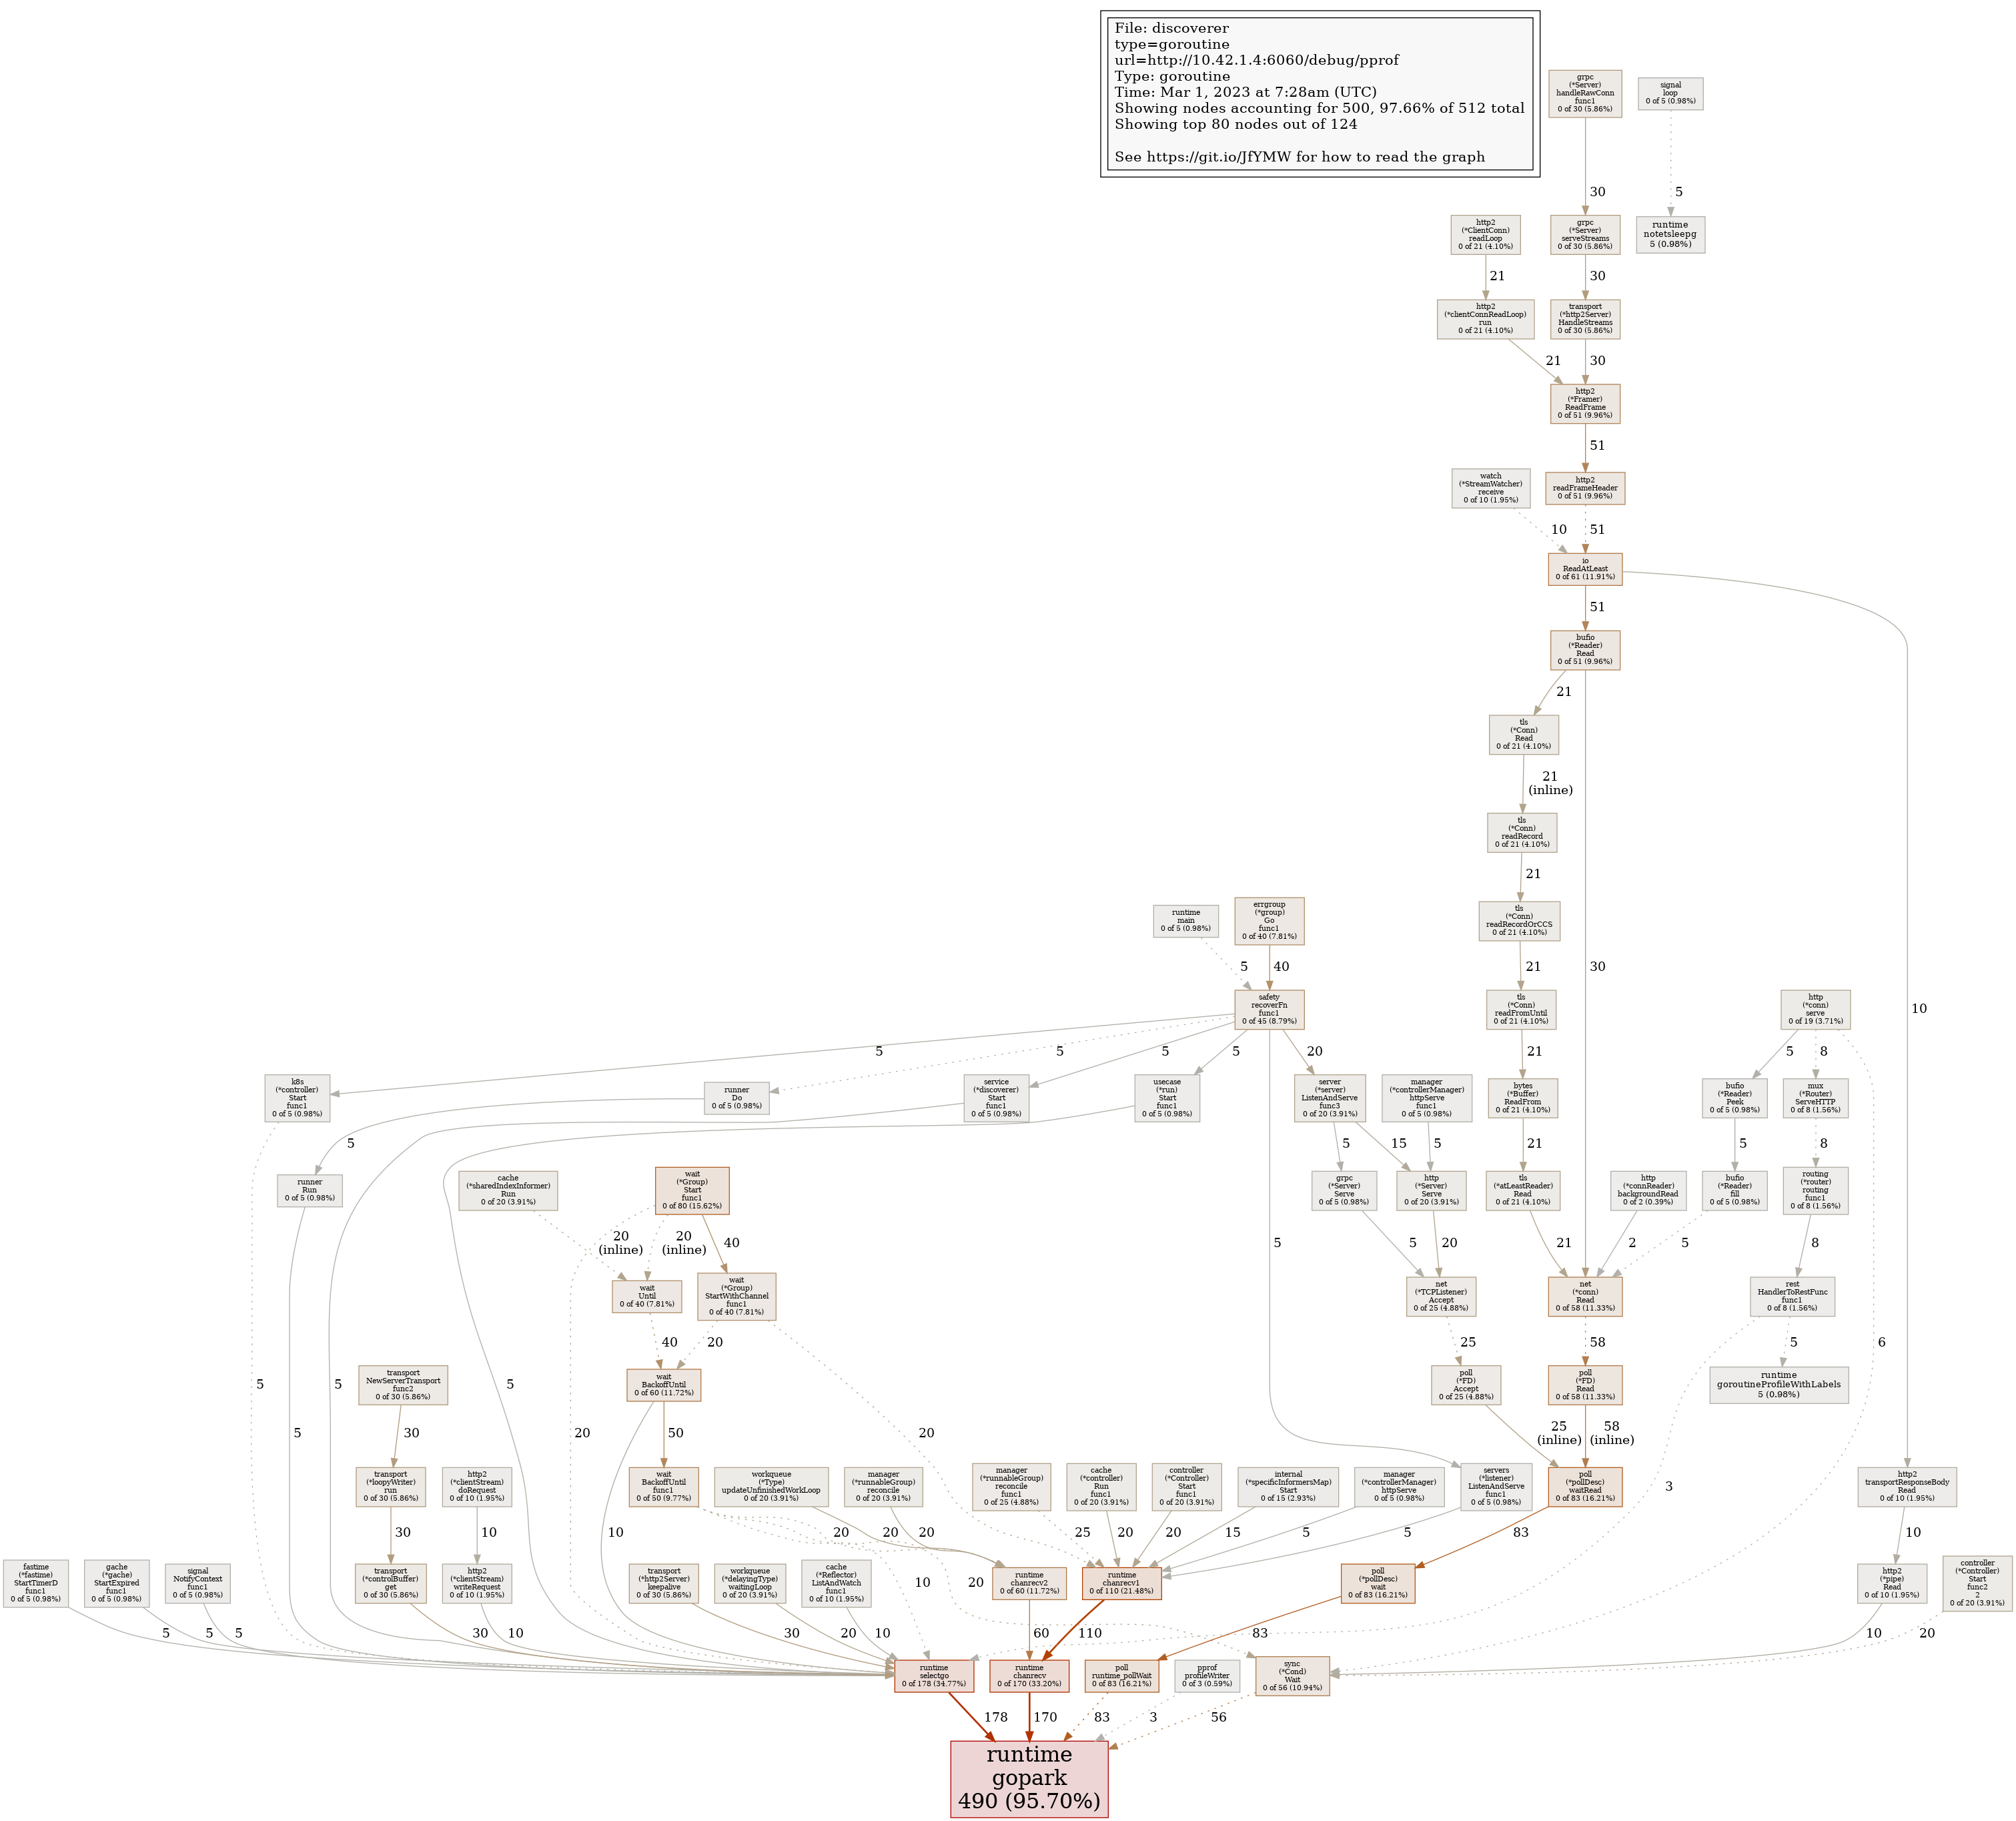 File: discoverer
type=goroutine
url=http://10.42.1.4:6060/debug/pprof
Type: goroutine
Time: Mar 1, 2023 at 7:28am (UTC)
Showing nodes accounting for 500, 97.66% of 512 total
Showing top 80 nodes out of 124
See https://git.io/JfYMW for how to read the graph
grpc
(*Server)
handleRawConn
func1
0 of 30 (5.86%)
signal
loop
0 of 5 (0.98%)
30
5
http2
(*ClientConn)
readLoop
0 of 21 (4.10%)
grpc
(*Server)
serveStreams
0 of 30 (5.86%)
runtime
notetsleepg
5 (0.98%)
21
30
http2
(*clientConnReadLoop)
run
0 of 21 (4.10%)
transport
(*http2Server)
HandleStreams
0 of 30 (5.86%)
21
30
http2
(*Framer)
ReadFrame
0 of 51 (9.96%)
51
watch
(*StreamWatcher)
receive
0 of 10 (1.95%)
http2
readFrameHeader
0 of 51 (9.96%)
10
51
io
ReadAtLeast
0 of 61 (11.91%)
51
bufio
(*Reader)
Read
0 of 51 (9.96%)
21
tls
(*Conn)
Read
0 of 21 (4.10%)
21
(inline)
tls
(*Conn)
readRecord
0 of 21 (4.10%)
21
runtime
main
0 of 5 (0.98%)
errgroup
(*group)
Go
func1
0 of 40 (7.81%)
tls
(*Conn)
readRecordOrCCS
0 of 21 (4.10%)
5
40
21
30
10
safety
recoverFn
func1
0 of 45 (8.79%)
tls
(*Conn)
readFromUntil
0 of 21 (4.10%)
http
(*conn)
serve
0 of 19 (3.71%)
5
5
5
5
20
21
5
8
k8s
(*controller)
Start
func1
0 of 5 (0.98%)
runner
Do
0 of 5 (0.98%)
service
(*discoverer)
Start
func1
0 of 5 (0.98%)
usecase
(*run)
Start
func1
0 of 5 (0.98%)
server
(*server)
ListenAndServe
func3
0 of 20 (3.91%)
manager
(*controllerManager)
httpServe
func1
0 of 5 (0.98%)
bytes
(*Buffer)
ReadFrom
0 of 21 (4.10%)
bufio
(*Reader)
Peek
0 of 5 (0.98%)
mux
(*Router)
ServeHTTP
0 of 8 (1.56%)
5
5
15
5
21
5
8
runner
Run
0 of 5 (0.98%)
cache
(*sharedIndexInformer)
Run
0 of 20 (3.91%)
wait
(*Group)
Start
func1
0 of 80 (15.62%)
grpc
(*Server)
Serve
0 of 5 (0.98%)
http
(*Server)
Serve
0 of 20 (3.91%)
tls
(*atLeastReader)
Read
0 of 21 (4.10%)
http
(*connReader)
backgroundRead
0 of 2 (0.39%)
bufio
(*Reader)
fill
0 of 5 (0.98%)
routing
(*router)
routing
func1
0 of 8 (1.56%)
20
(inline)
20
(inline)
40
5
5
20
21
2
5
8
wait
Until
0 of 40 (7.81%)
wait
(*Group)
StartWithChannel
func1
0 of 40 (7.81%)
net
(*TCPListener)
Accept
0 of 25 (4.88%)
net
(*conn)
Read
0 of 58 (11.33%)
rest
HandlerToRestFunc
func1
0 of 8 (1.56%)
40
20
25
58
5
6
transport
NewServerTransport
func2
0 of 30 (5.86%)
wait
BackoffUntil
0 of 60 (11.72%)
poll
(*FD)
Accept
0 of 25 (4.88%)
poll
(*FD)
Read
0 of 58 (11.33%)
runtime
goroutineProfileWithLabels
5 (0.98%)
5
5
5
5
30
20
50
20
25
(inline)
58
(inline)
transport
(*loopyWriter)
run
0 of 30 (5.86%)
http2
(*clientStream)
doRequest
0 of 10 (1.95%)
wait
BackoffUntil
func1
0 of 50 (9.77%)
workqueue
(*Type)
updateUnfinishedWorkLoop
0 of 20 (3.91%)
manager
(*runnableGroup)
reconcile
0 of 20 (3.91%)
manager
(*runnableGroup)
reconcile
func1
0 of 25 (4.88%)
cache
(*controller)
Run
func1
0 of 20 (3.91%)
controller
(*Controller)
Start
func1
0 of 20 (3.91%)
internal
(*specificInformersMap)
Start
0 of 15 (2.93%)
manager
(*controllerManager)
httpServe
0 of 5 (0.98%)
servers
(*listener)
ListenAndServe
func1
0 of 5 (0.98%)
poll
(*pollDesc)
waitRead
0 of 83 (16.21%)
http2
transportResponseBody
Read
0 of 10 (1.95%)
3
30
10
10
20
20
20
25
20
20
15
5
5
83
10
fastime
(*fastime)
StartTimerD
func1
0 of 5 (0.98%)
gache
(*gache)
StartExpired
func1
0 of 5 (0.98%)
signal
NotifyContext
func1
0 of 5 (0.98%)
transport
(*controlBuffer)
get
0 of 30 (5.86%)
http2
(*clientStream)
writeRequest
0 of 10 (1.95%)
transport
(*http2Server)
keepalive
0 of 30 (5.86%)
workqueue
(*delayingType)
waitingLoop
0 of 20 (3.91%)
cache
(*Reflector)
ListAndWatch
func1
0 of 10 (1.95%)
10
20
runtime
chanrecv2
0 of 60 (11.72%)
runtime
chanrecv1
0 of 110 (21.48%)
poll
(*pollDesc)
wait
0 of 83 (16.21%)
http2
(*pipe)
Read
0 of 10 (1.95%)
controller
(*Controller)
Start
func2
2
0 of 20 (3.91%)
5
5
5
30
10
30
20
10
60
110
83
10
20
runtime
selectgo
0 of 178 (34.77%)
runtime
chanrecv
0 of 170 (33.20%)
poll
runtime_pollWait
0 of 83 (16.21%)
pprof
profileWriter
0 of 3 (0.59%)
sync
(*Cond)
Wait
0 of 56 (10.94%)
178
170
83
3
56
runtime
gopark
490 (95.70%)